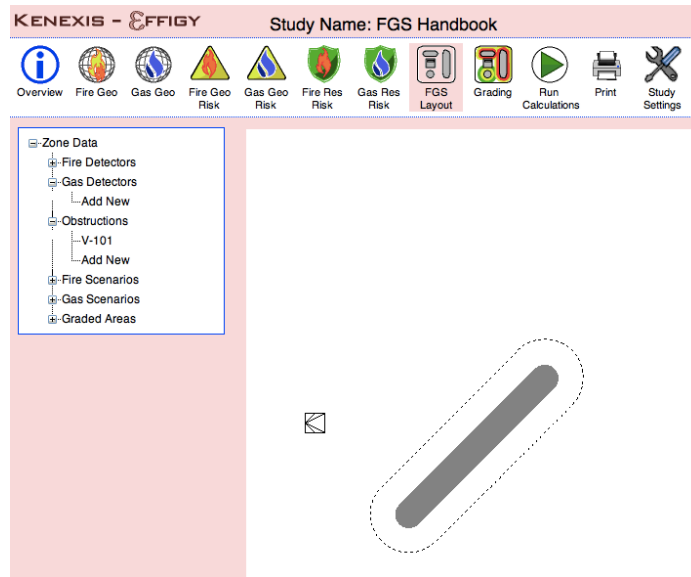 KENEXIS - EFFIGY
Study Name: FGS Handbook
Overview
Fire Geo
Gas Geo
Fire Geo
Risk
Gas Geo
Risk
Fire Res
Risk
Gas Res
Risk
FGS
Layout
Grading
Run
Calculations
Print
Study
Settings
Zone Data
Fire Detectors
Gas Detectors
Add New
Obstructions
V-101
Add New
Fire Scenarios
Gas Scenarios
Graded Areas